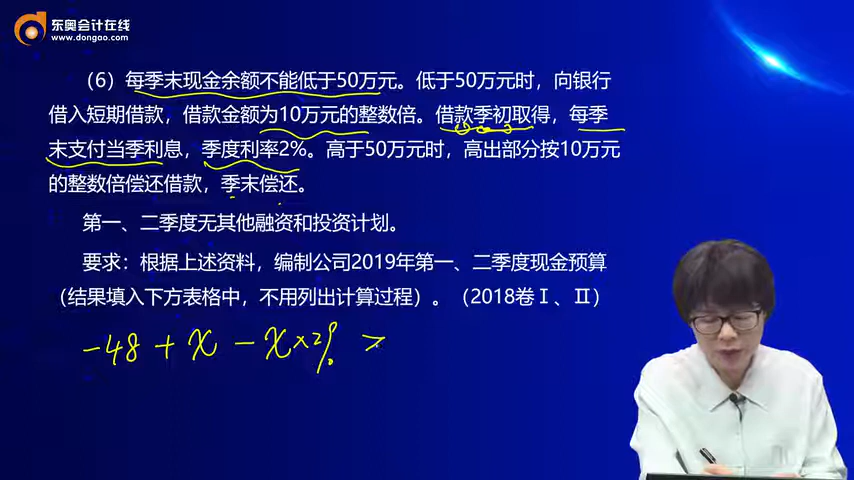 东奥会计在线
www.dongao.com
（6）每季末现金余额不能低于50万元。低于50万元时，向银行
借入短期借款，借款金额为10万元的整数倍。借款季初取得，每季
末支付当季利息，季度利率2%。高于50万元时，高出部分按10万元
的整数倍偿还借款，季末偿还。
第一、二季度无其他融资和投资计划。
要求：根据上述资料，编制公司2019年第一、二季度现金预算
（结果填入下方表格中，不用列出计算过程）。（2018卷Ⅰ、Ⅱ）
-48 + x - x×2% >